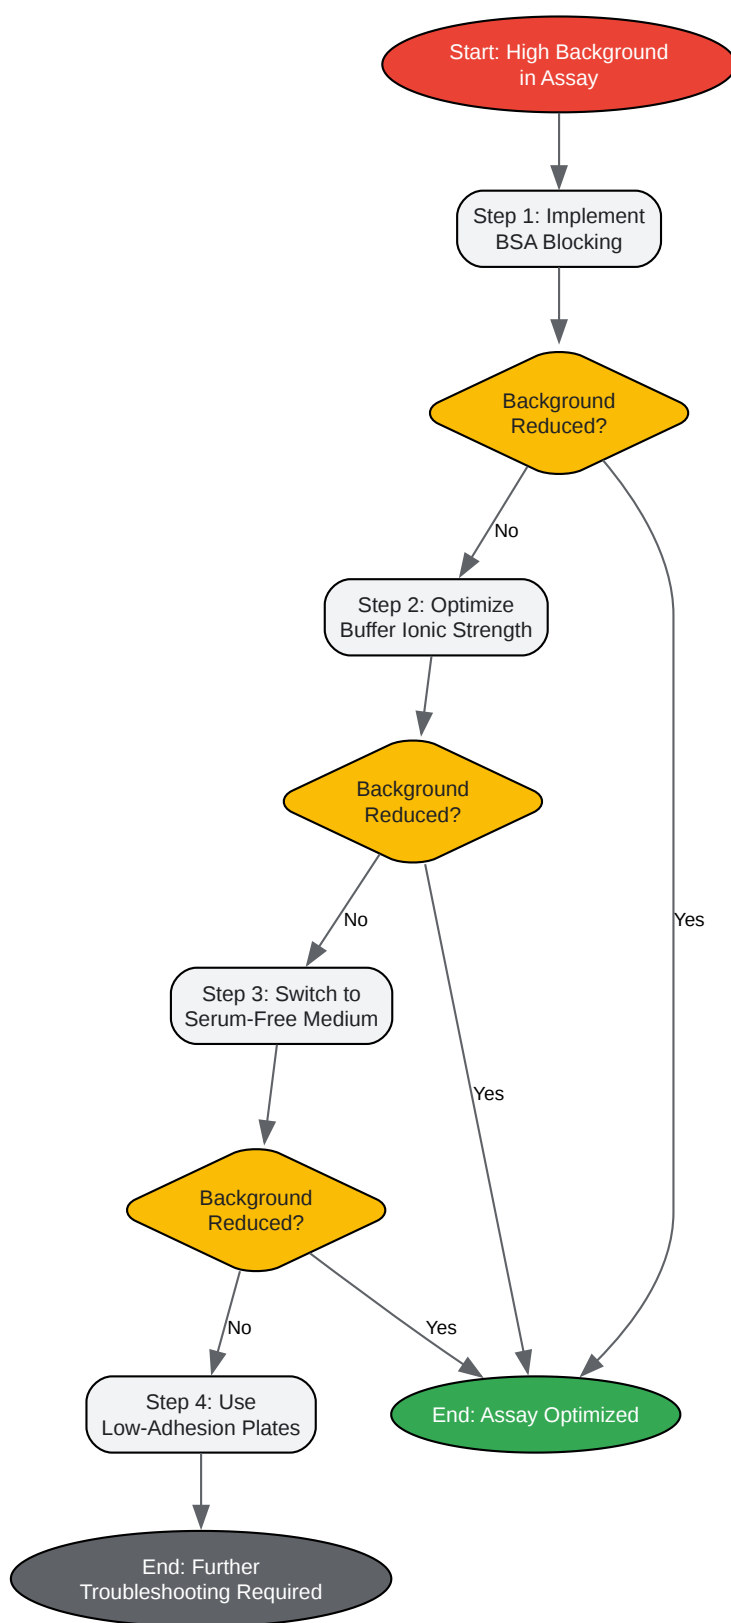 Start: High Background
in Assay
Step 1: Implement
BSA Blocking
Background
Reduced?
No
Step 2: Optimize
Buffer Ionic Strength
Background
Reduced?
No
Yes
Step 3: Switch to
Serum-Free Medium
Yes
Background
Reduced?
No
Yes
Step 4: Use
Low-Adhesion Plates
End: Assay Optimized
End: Further
Troubleshooting Required